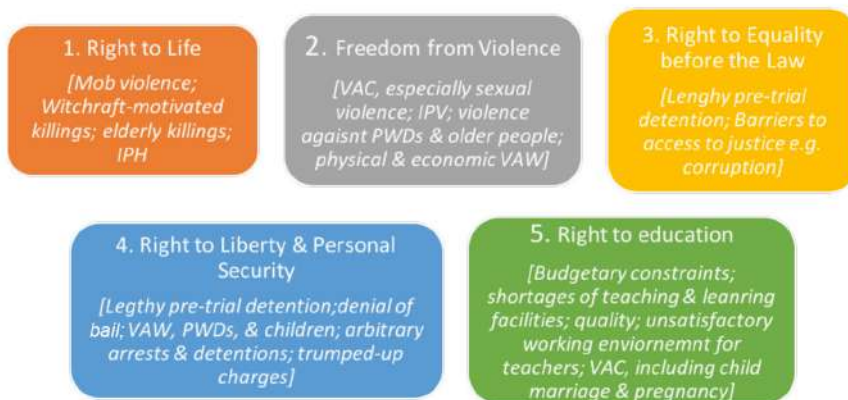 1. Right to Life
[Mob violence;
Witchraft-motivated
killings; elderly killings;
IPH
2. Freedom from Violence
[VAC, especially sexual
violence; IPV; violence
agaisnt PWDs & older people;
physical & economic VAW]
3. Right to Equality
before the Law
[Lenghy pre-trial
detention; Barriers to
access to justice e.g.
corruption]
4. Right to Liberty & Personal
Security
[Legthy pre-trial detention;denial of
bail; VAW, PWDs, & children; arbitrary
arrests & detentions; trumped-up
charges]
5. Right to education
[Budgetary constraints;
shortages of teaching & leanring
facilities; quality; unsatisfactory
working enviornemnt for
teachers; VAC, including child
marriage & pregnancy]